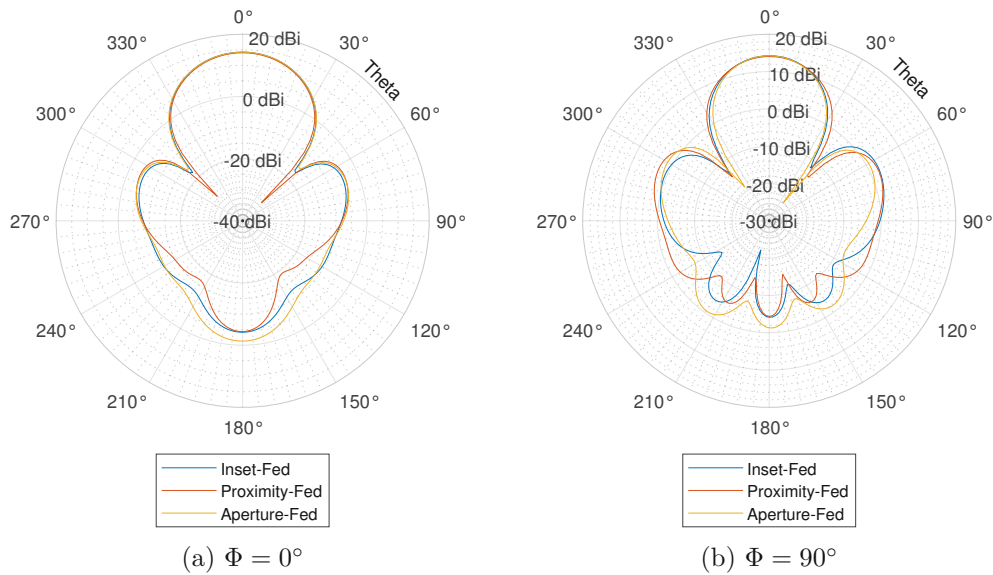 0°
330°
20 dBi
30°
Theta
300°
0 dBi
60°
-20 dBi
270°
-40 dBi
90°
240°
120°
210°
150°
180°
Inset-Fed
Proximity-Fed
Aperture-Fed
(a) Φ = 0°
0°
330°
20 dBi
30°
Theta
10 dBi
300°
0 dBi
60°
-10 dBi
-20 dBi
270°
-30 dBi
90°
240°
120°
210°
150°
180°
Inset-Fed
Proximity-Fed
Aperture-Fed
(b) Φ = 90°